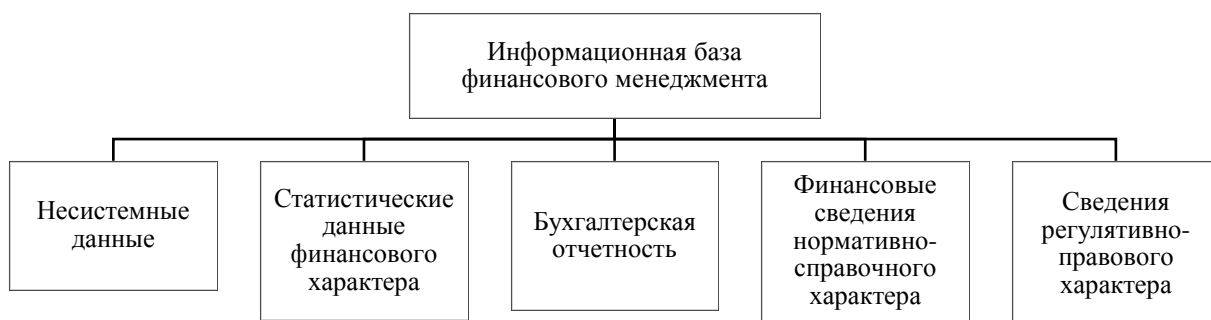 Информационная база
финансового менеджмента
Несистемные
данные
Статистические
данные
финансового
характера
Бухгалтерская
отчетность
Финансовые
сведения
нормативно-
справочного
характера
Сведения
регулятивно-
правового
характера